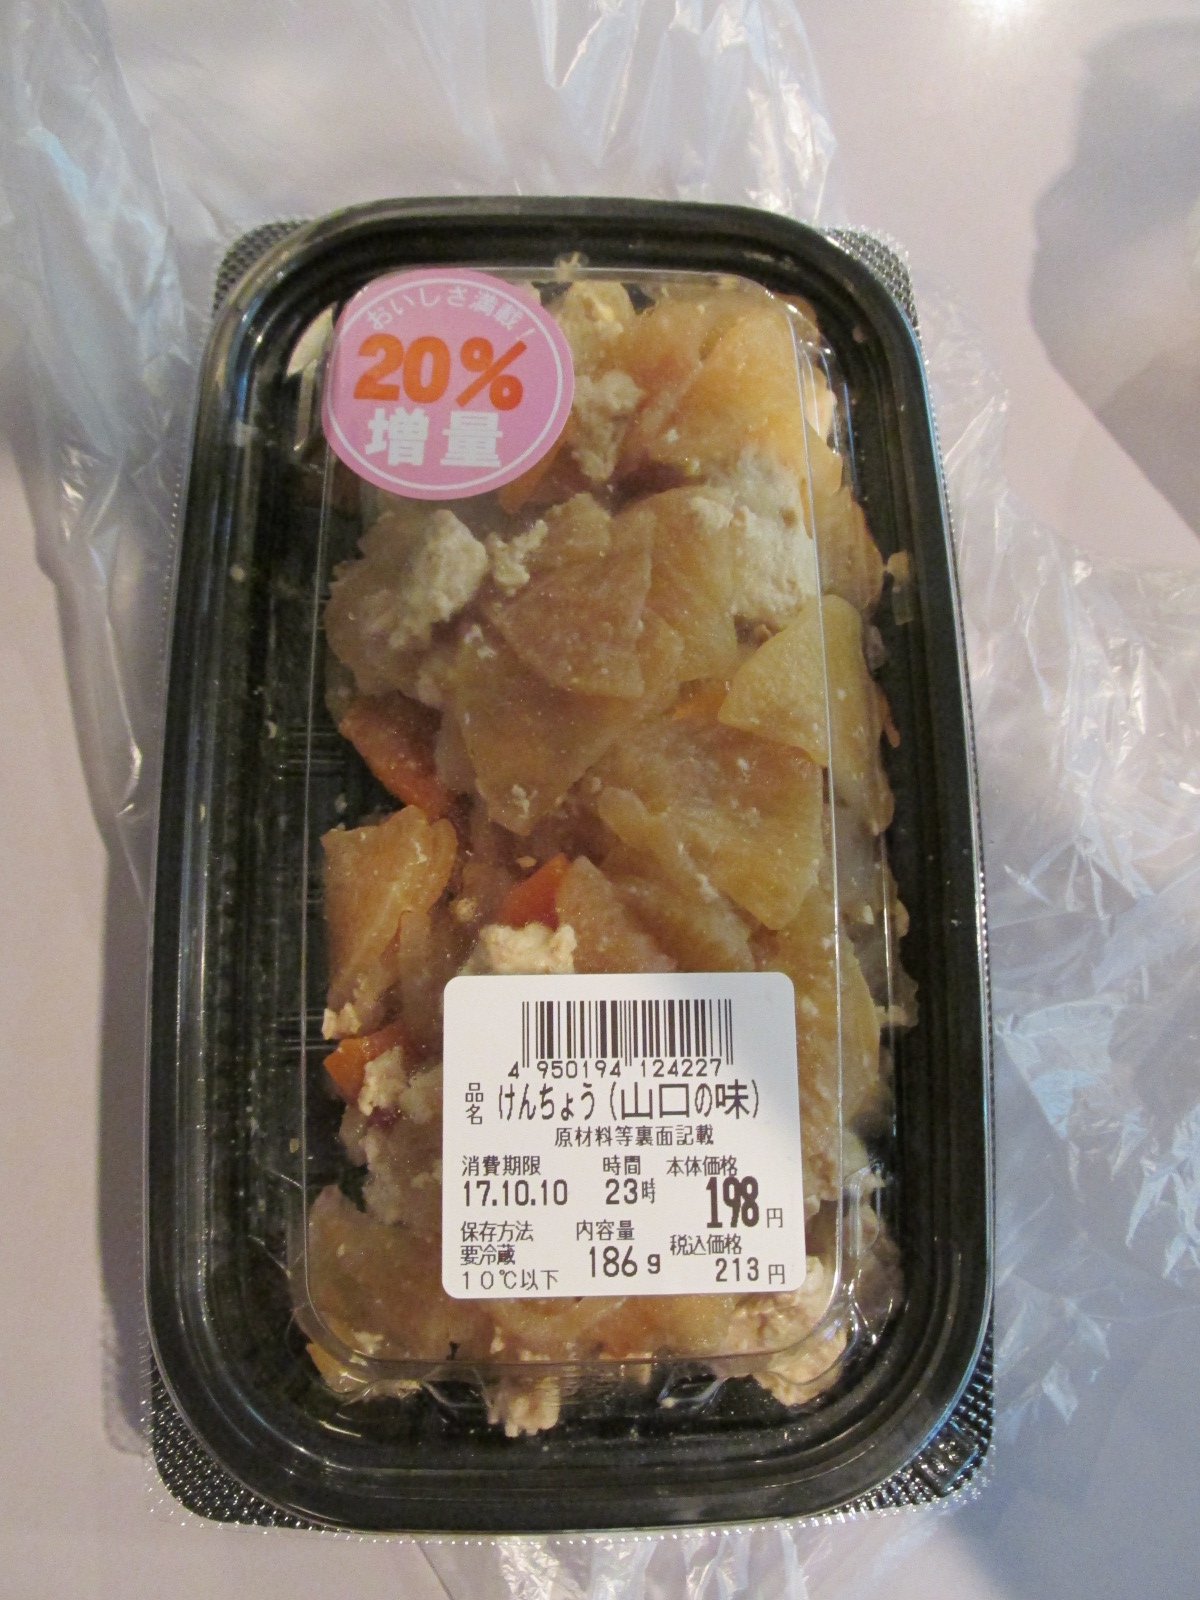 おいしさ満載!
20%
増量
4 950194 124227
品名 けんちょう(山口の味)
原材料等裏面記載
消費期限 時間 本体価格
17.10.10 23時 198円
保存方法 内容量 税込価格
要冷蔵 186g 213円
10℃以下